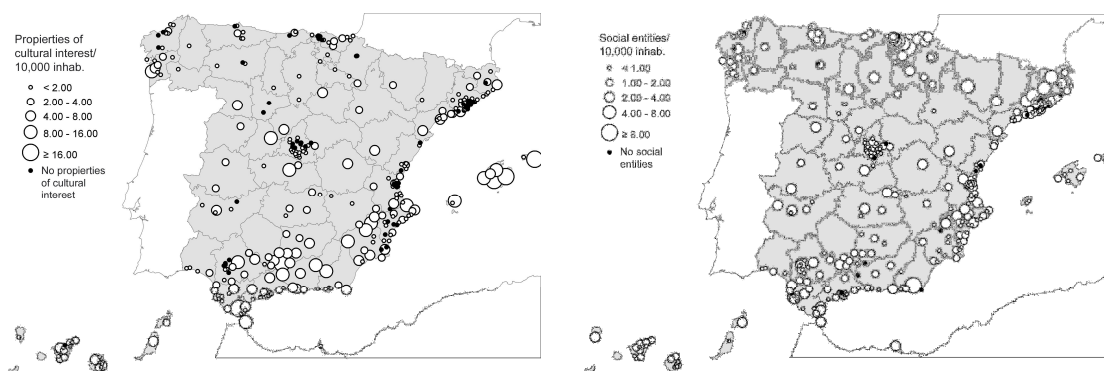 Propierties of
cultural interest/
10,000 inhab.
< 2.00
2.00 - 4.00
4.00 - 8.00
8.00 - 16.00
≥ 16.00
No propierties
of cultural
interest
Social entities/
10,000 inhab.
< 1.00
1.00 - 2.00
2.00 - 4.00
4.00 - 8.00
≥ 8.00
No social
entities